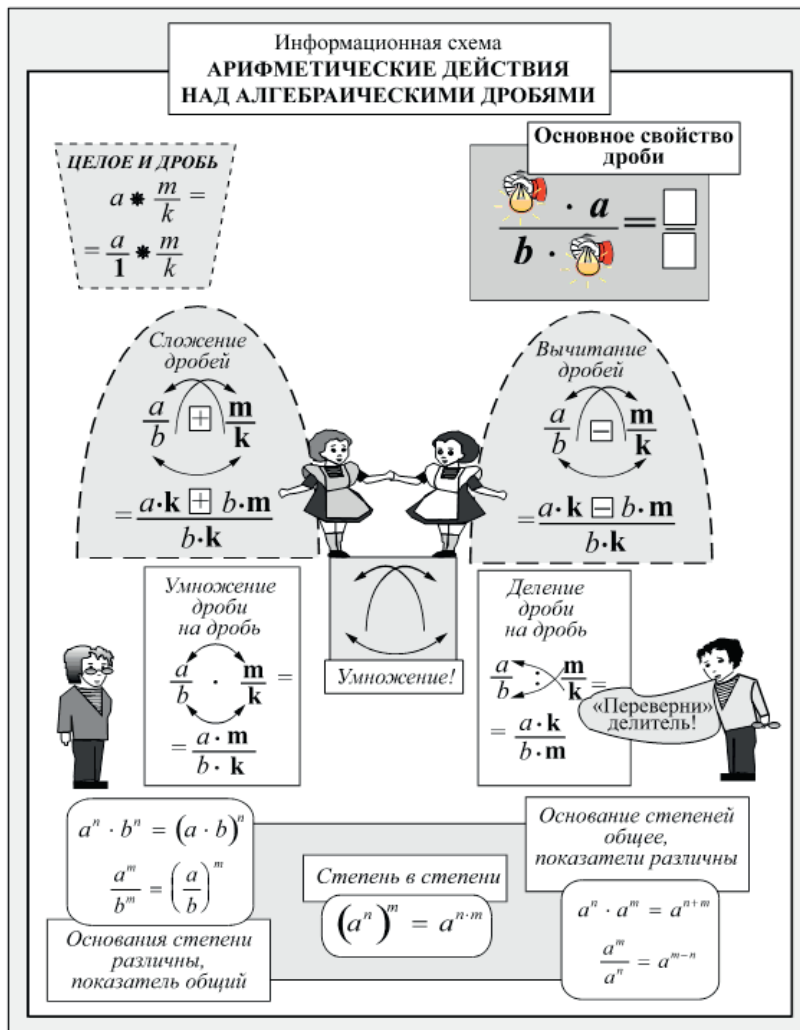 Информационная схема
АРИФМЕТИЧЕСКИЕ ДЕЙСТВИЯ
НАД АЛГЕБРАИЧЕСКИМИ ДРОБЯМИ
ЦЕЛОЕ И ДРОБЬ
a ⁕ m/k =
= a/1 ⁕ m/k
Основное свойство
дроби
· a / b · = □/□
Сложение
дробей
a/b + m/k
= (a·k + b·m)/(b·k)
Вычитание
дробей
a/b − m/k
= (a·k − b·m)/(b·k)
Умножение
дроби
на дробь
a/b · m/k =
= (a · m)/(b · k)
Умножение!
Деление
дроби
на дробь
a/b : m/k =
= (a · k)/(b · m)
«Переверни»
делитель!
aⁿ · bⁿ = (a · b)ⁿ
aᵐ/bᵐ = (a/b)ᵐ
Основания степени
различны,
показатель общий
Степень в степени
(aⁿ)ᵐ = aⁿ·ᵐ
Основание степеней
общее,
показатели различны
aⁿ · aᵐ = aⁿ⁺ᵐ
aᵐ/aⁿ = aᵐ⁻ⁿ